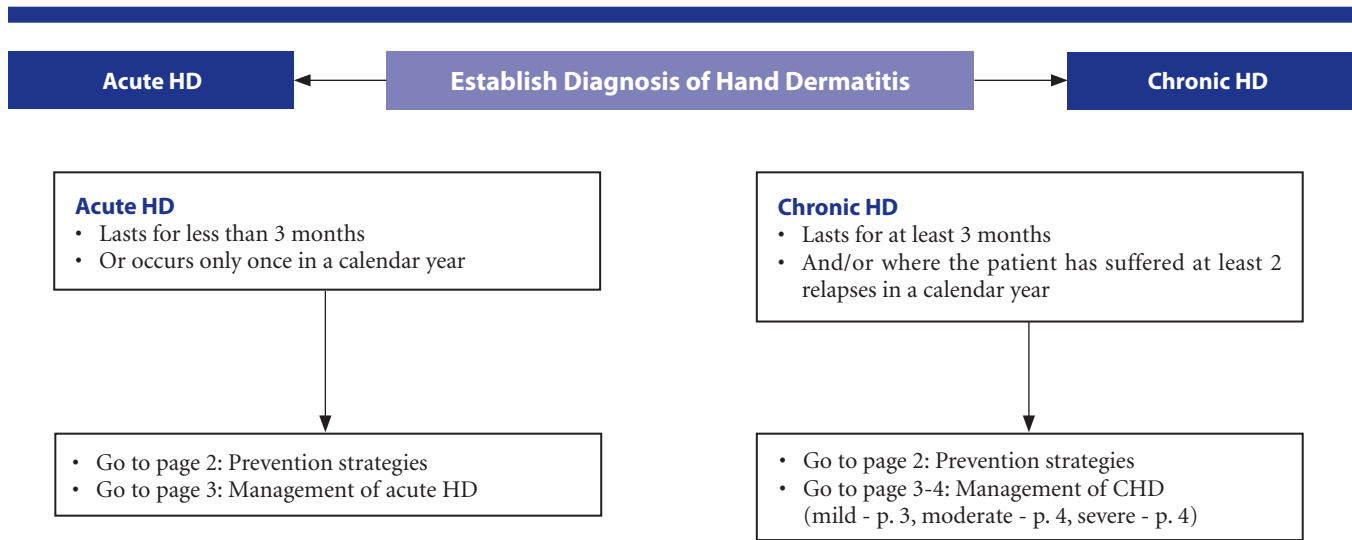 Acute HD
Establish Diagnosis of Hand Dermatitis
Chronic HD
Acute HD
• Lasts for less than 3 months
• Or occurs only once in a calendar year
Chronic HD
• Lasts for at least 3 months
• And/or where the patient has suffered at least 2
relapses in a calendar year
• Go to page 2: Prevention strategies
• Go to page 3: Management of acute HD
• Go to page 2: Prevention strategies
• Go to page 3-4: Management of CHD
(mild - p. 3, moderate - p. 4, severe - p. 4)